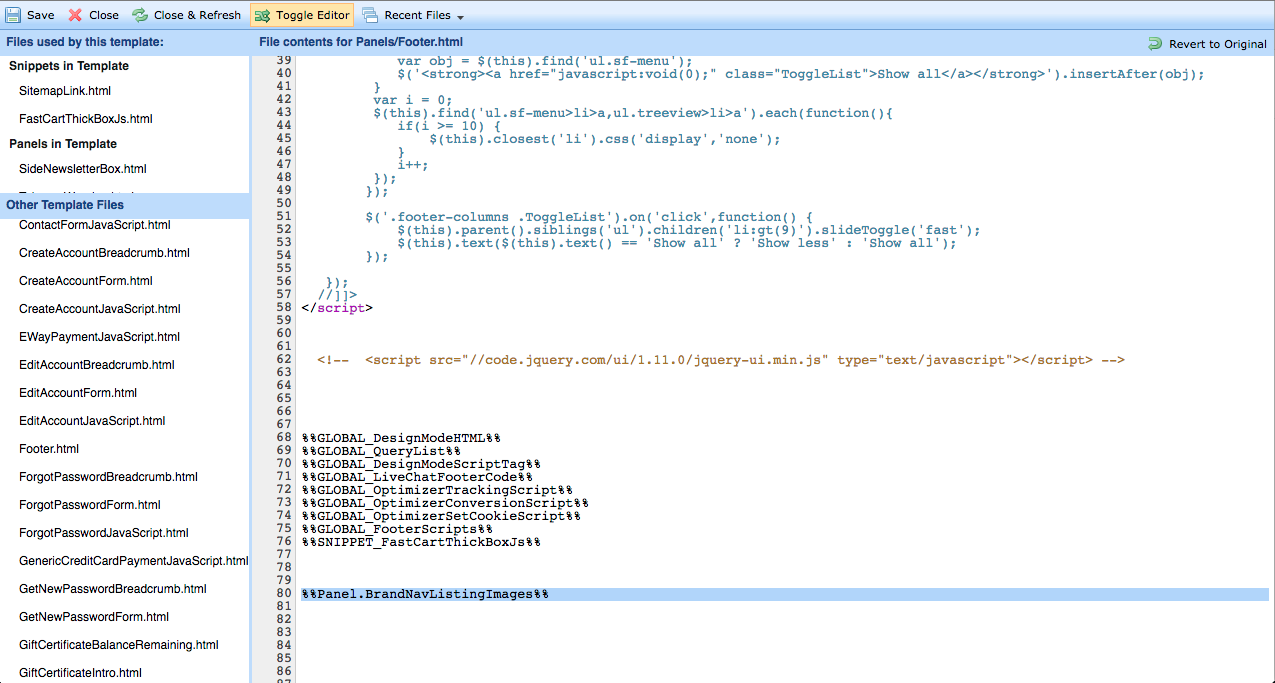 Save Close Close & Refresh Toggle Editor Recent Files
Files used by this template:
Snippets in Template
SitemapLink.html
FastCartThickBoxJs.html
Panels in Template
SideNewsletterBox.html
Other Template Files
ContactFormJavaScript.html
CreateAccountBreadcrumb.html
CreateAccountForm.html
CreateAccountJavaScript.html
EWayPaymentJavaScript.html
EditAccountBreadcrumb.html
EditAccountForm.html
EditAccountJavaScript.html
Footer.html
ForgotPasswordBreadcrumb.html
ForgotPasswordForm.html
ForgotPasswordJavaScript.html
GenericCreditCardPaymentJavaScript.html
GetNewPasswordBreadcrumb.html
GetNewPasswordForm.html
GiftCertificateBalanceRemaining.html
GiftCertificateIntro.html
File contents for Panels/Footer.html
Revert to Original
39 var obj = $(this).find('ul.sf-menu');
40 $('<strong><a href="javascript:void(0);" class="ToggleList">Show all</a></strong>').insertAfter(obj);
41 }
42 var i = 0;
43 $(this).find('ul.sf-menu>li>a,ul.treeview>li>a').each(function(){
44 if(i >= 10) {
45 $(this).closest('li').css('display','none');
46 }
47 i++;
48 });
49 });
50
51 $('.footer-columns .ToggleList').on('click',function() {
52 $(this).parent().siblings('ul').children('li:gt(9)').slideToggle('fast');
53 $(this).text($(this).text() == 'Show all' ? 'Show less' : 'Show all');
54 });
55
56 });
57 //]]>
58 </script>
59
60
61
62 <!-- <script src="//code.jquery.com/ui/1.11.0/jquery-ui.min.js" type="text/javascript"></script> -->
63
64
65
66
67
68 %%GLOBAL_DesignModeHTML%%
69 %%GLOBAL_QueryList%%
70 %%GLOBAL_DesignModeScriptTag%%
71 %%GLOBAL_LiveChatFooterCode%%
72 %%GLOBAL_OptimizerTrackingScript%%
73 %%GLOBAL_OptimizerConversionScript%%
74 %%GLOBAL_OptimizerSetCookieScript%%
75 %%GLOBAL_FooterScripts%%
76 %%SNIPPET_FastCartThickBoxJs%%
77
78
79
80 %%Panel.BrandNavListingImages%%
81
82
83
84
85
86